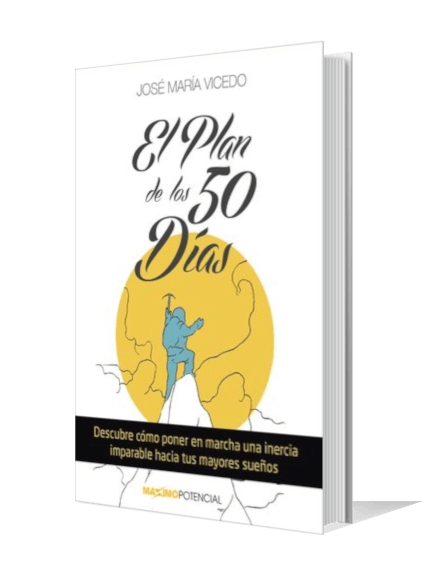 JOSÉ MARÍA VICEDO
El Plan
de los 50
Días
Descubre cómo poner en marcha una inercia
imparable hacia tus mayores sueños
MAXIMOPOTENCIAL